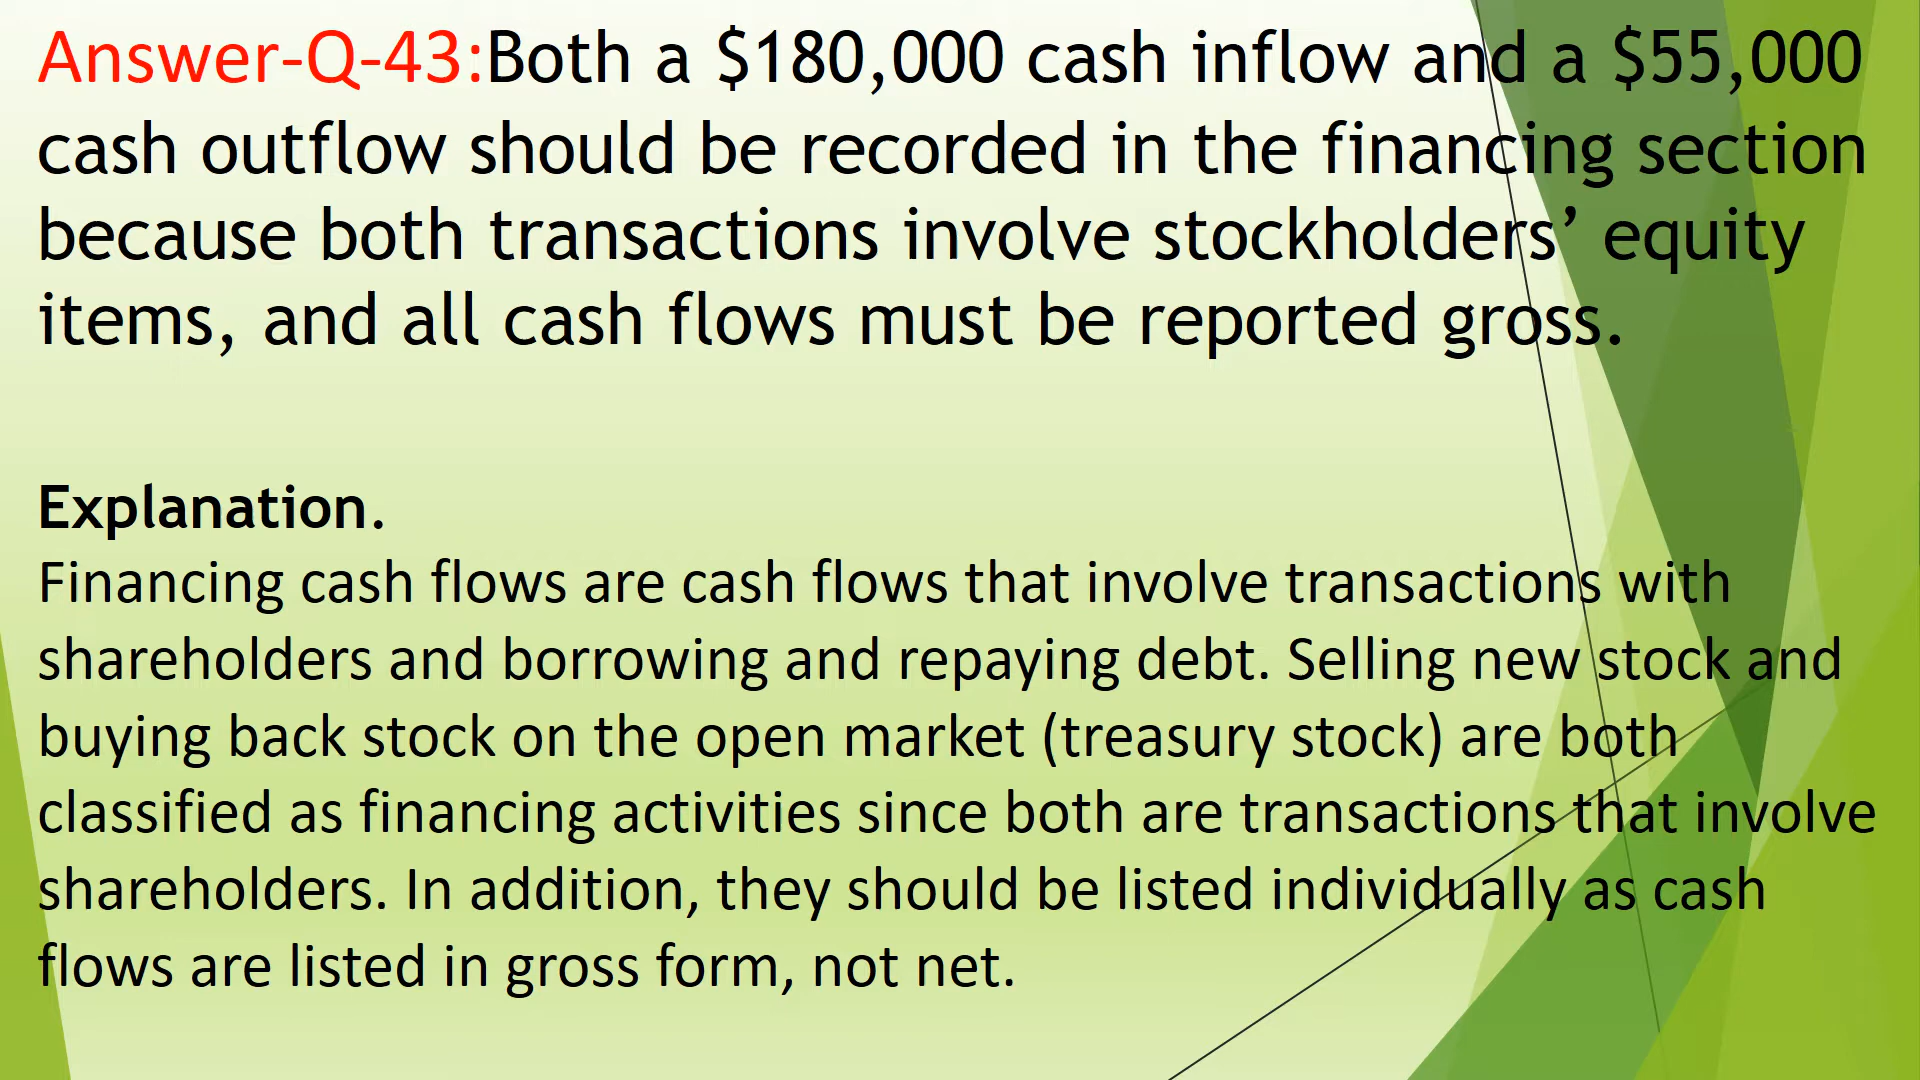 Answer-Q-43:Both a $180,000 cash inflow and a $55,000
cash outflow should be recorded in the financing section
because both transactions involve stockholders’ equity
items, and all cash flows must be reported gross.
Explanation.
Financing cash flows are cash flows that involve transactions with
shareholders and borrowing and repaying debt. Selling new stock and
buying back stock on the open market (treasury stock) are both
classified as financing activities since both are transactions that involve
shareholders. In addition, they should be listed individually as cash
flows are listed in gross form, not net.